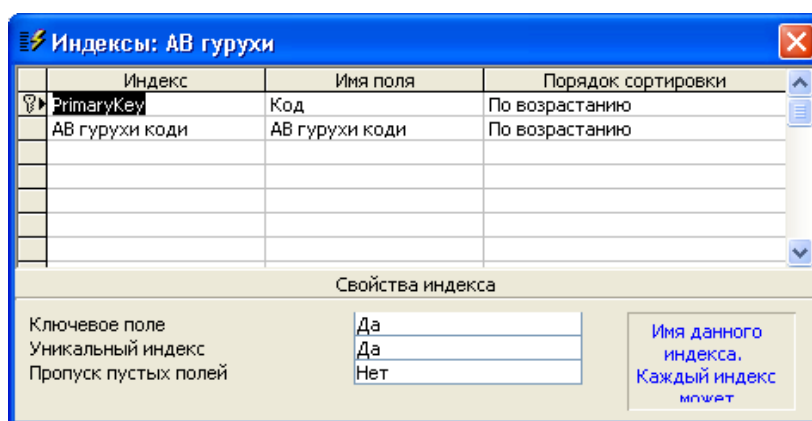 Индексы: АВ гурухи
Индекс Имя поля Порядок сортировки
PrimaryKey Код По возрастанию
АВ гурухи коди АВ гурухи коди По возрастанию
Свойства индекса
Ключевое поле Да
Уникальный индекс Да
Пропуск пустых полей Нет
Имя данного
индекса.
Каждый индекс
может